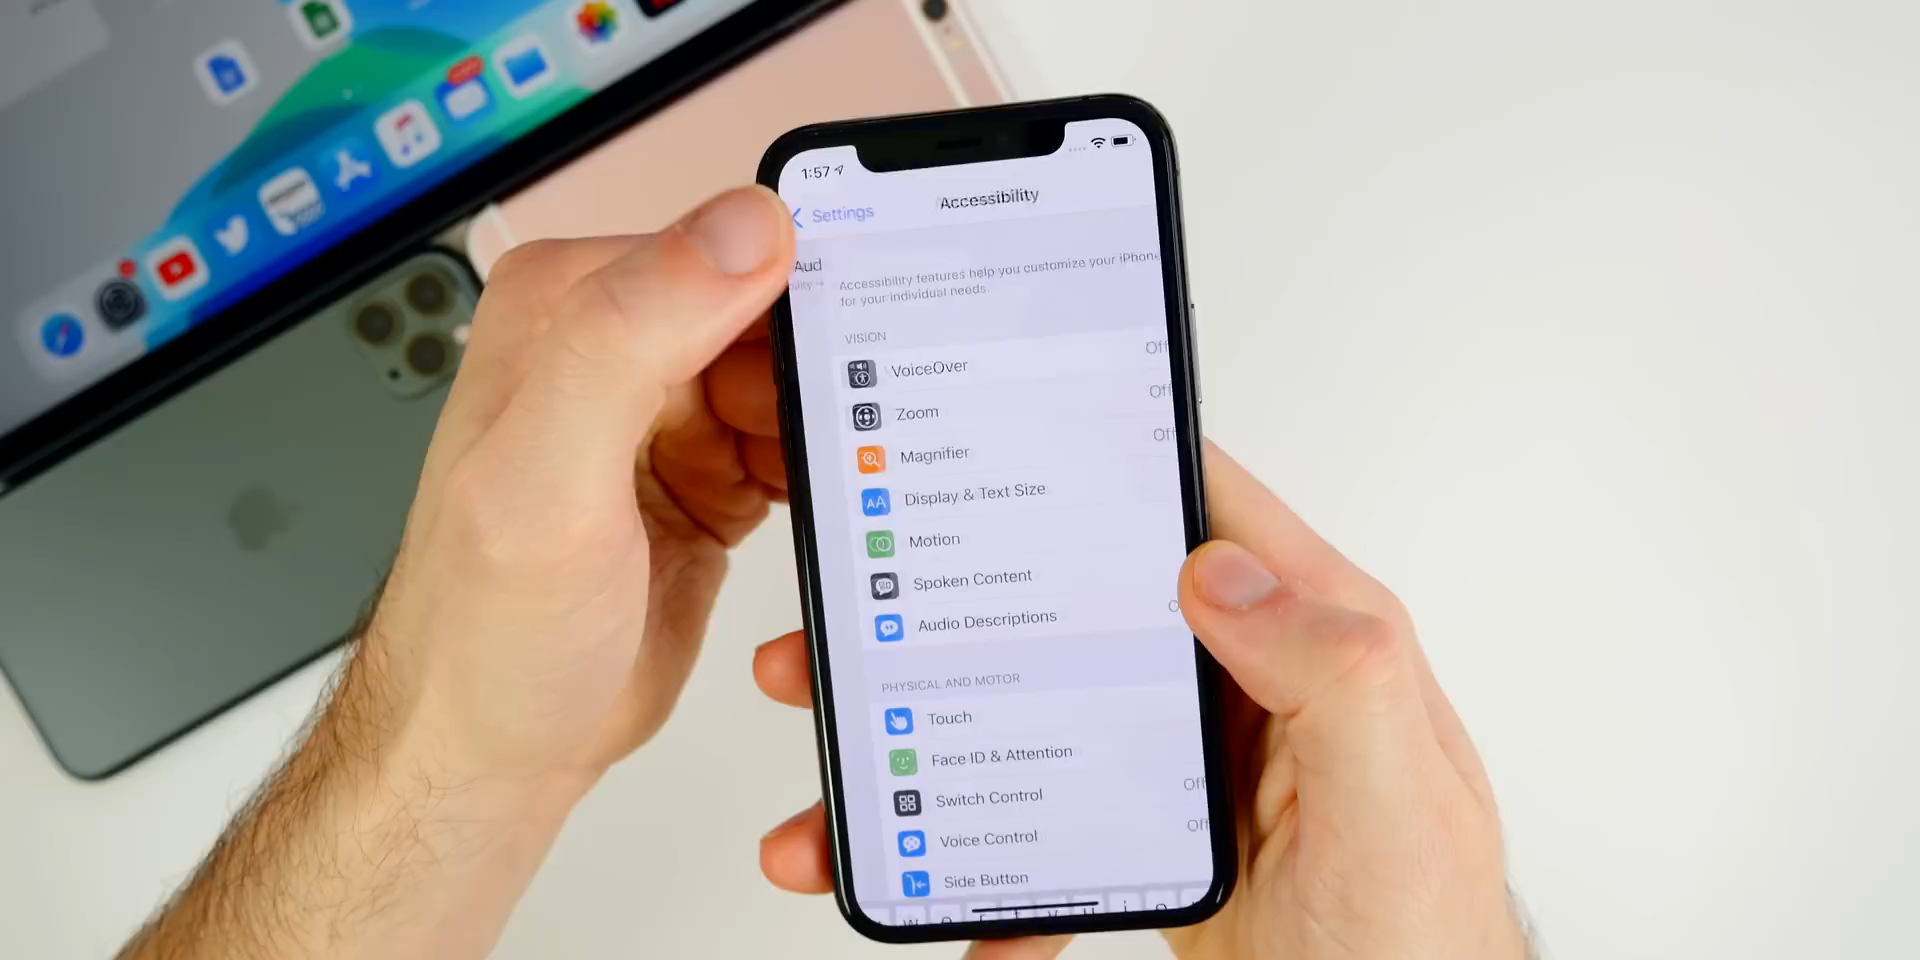 1:57
Settings
Accessibility
Aud
bility →
Accessibility features help you customize your iPhone
for your individual needs.
VISION
VoiceOver
Off
Zoom
Off
Magnifier
Off
Display & Text Size
Motion
Spoken Content
Audio Descriptions
O
PHYSICAL AND MOTOR
Touch
Face ID & Attention
Switch Control
Off
Voice Control
Off
Side Button